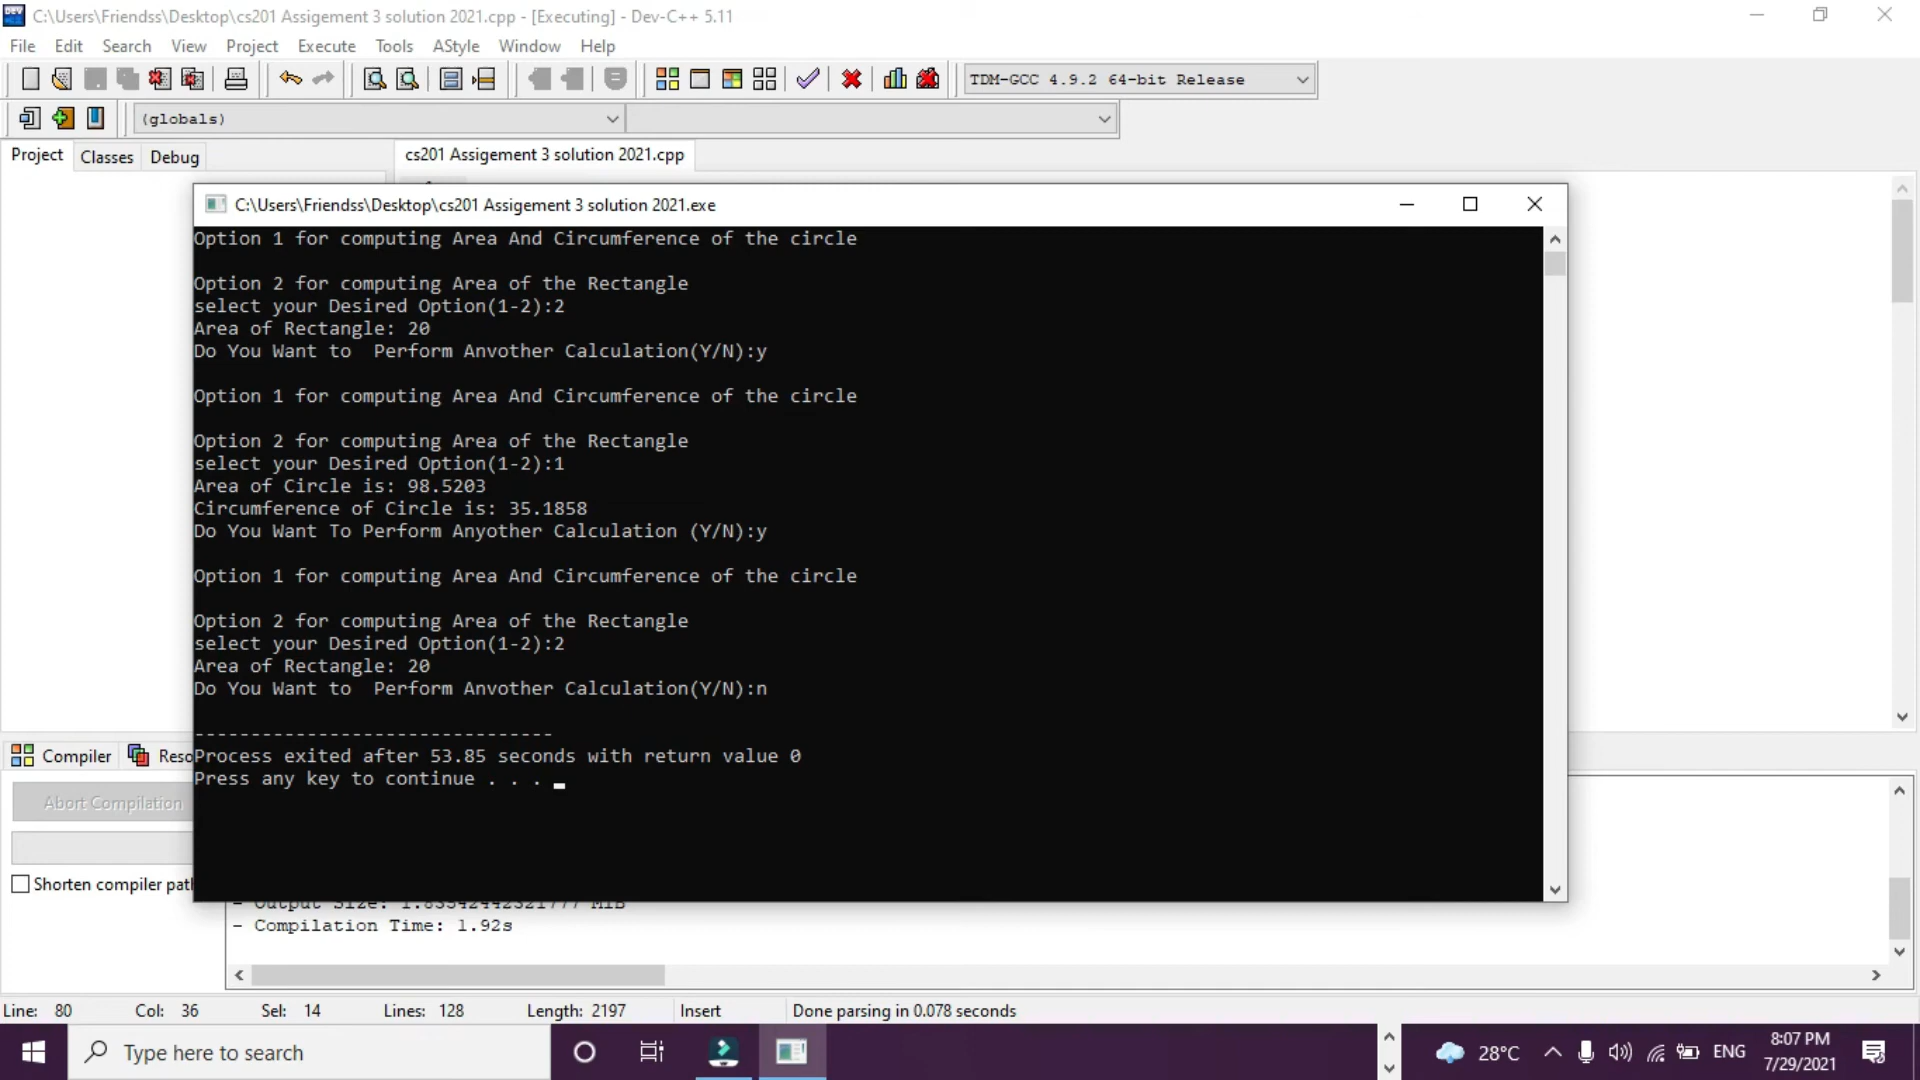 C:\Users\Friendss\Desktop\cs201 Assigement 3 solution 2021.cpp - [Executing] - Dev-C++ 5.11
File Edit Search View Project Execute Tools AStyle Window Help
TDM-GCC 4.9.2 64-bit Release
(globals)
Project Classes Debug cs201 Assigement 3 solution 2021.cpp
C:\Users\Friendss\Desktop\cs201 Assigement 3 solution 2021.exe
Option 1 for computing Area And Circumference of the circle
Option 2 for computing Area of the Rectangle
select your Desired Option(1-2):2
Area of Rectangle: 20
Do You Want to  Perform Anvother Calculation(Y/N):y
Option 1 for computing Area And Circumference of the circle
Option 2 for computing Area of the Rectangle
select your Desired Option(1-2):1
Area of Circle is: 98.5203
Circumference of Circle is: 35.1858
Do You Want To Perform Anyother Calculation (Y/N):y
Option 1 for computing Area And Circumference of the circle
Option 2 for computing Area of the Rectangle
select your Desired Option(1-2):2
Area of Rectangle: 20
Do You Want to  Perform Anvother Calculation(Y/N):n
--------------------------------
Process exited after 53.85 seconds with return value 0
Press any key to continue . . .
Compiler Reso
Abort Compilation
Shorten compiler path
- Output Size: 1.83542442321777 MiB
- Compilation Time: 1.92s
Line: 80 Col: 36 Sel: 14 Lines: 128 Length: 2197 Insert Done parsing in 0.078 seconds
Type here to search
28°C ENG 8:07 PM
7/29/2021